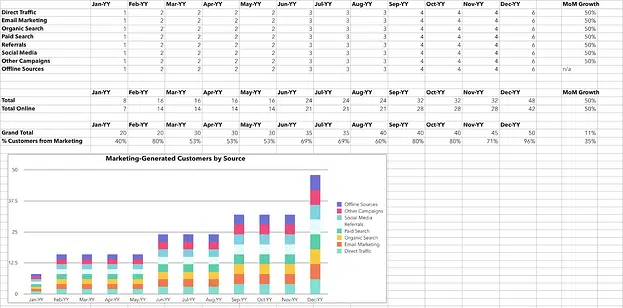 Jan-YY Feb-YY Mar-YY Apr-YY May-YY Jun-YY Jul-YY Aug-YY Sep-YY Oct-YY Nov-YY Dec-YY MoM Growth
Direct Traffic 1 2 2 2 2 3 3 3 4 4 4 6 50%
Email Marketing 1 2 2 2 2 3 3 3 4 4 4 6 50%
Organic Search 1 2 2 2 2 3 3 3 4 4 4 6 50%
Paid Search 1 2 2 2 2 3 3 3 4 4 4 6 50%
Referrals 1 2 2 2 2 3 3 3 4 4 4 6 50%
Social Media 1 2 2 2 2 3 3 3 4 4 4 6 50%
Other Campaigns 1 2 2 2 2 3 3 3 4 4 4 6 50%
Offline Sources 1 2 2 2 2 3 3 3 4 4 4 6 n/a
Jan-YY Feb-YY Mar-YY Apr-YY May-YY Jun-YY Jul-YY Aug-YY Sep-YY Oct-YY Nov-YY Dec-YY MoM Growth
Total 8 16 16 16 16 24 24 24 32 32 32 48 50%
Total Online 7 14 14 14 14 21 21 21 28 28 28 42 50%
Jan-YY Feb-YY Mar-YY Apr-YY May-YY Jun-YY Jul-YY Aug-YY Sep-YY Oct-YY Nov-YY Dec-YY
Grand Total 20 20 30 30 30 35 35 40 40 40 45 50 11%
% Customers from Marketing 40% 80% 53% 53% 53% 69% 69% 60% 80% 80% 71% 96% 35%
Marketing-Generated Customers by Source
50
37.5
25
12.5
0
Jan-YY Feb-YY Mar-YY Apr-YY May-YY Jun-YY Jul-YY Aug-YY Sep-YY Oct-YY Nov-YY Dec-YY
Offline Sources
Other Campaigns
Social Media
Referrals
Paid Search
Organic Search
Email Marketing
Direct Traffic